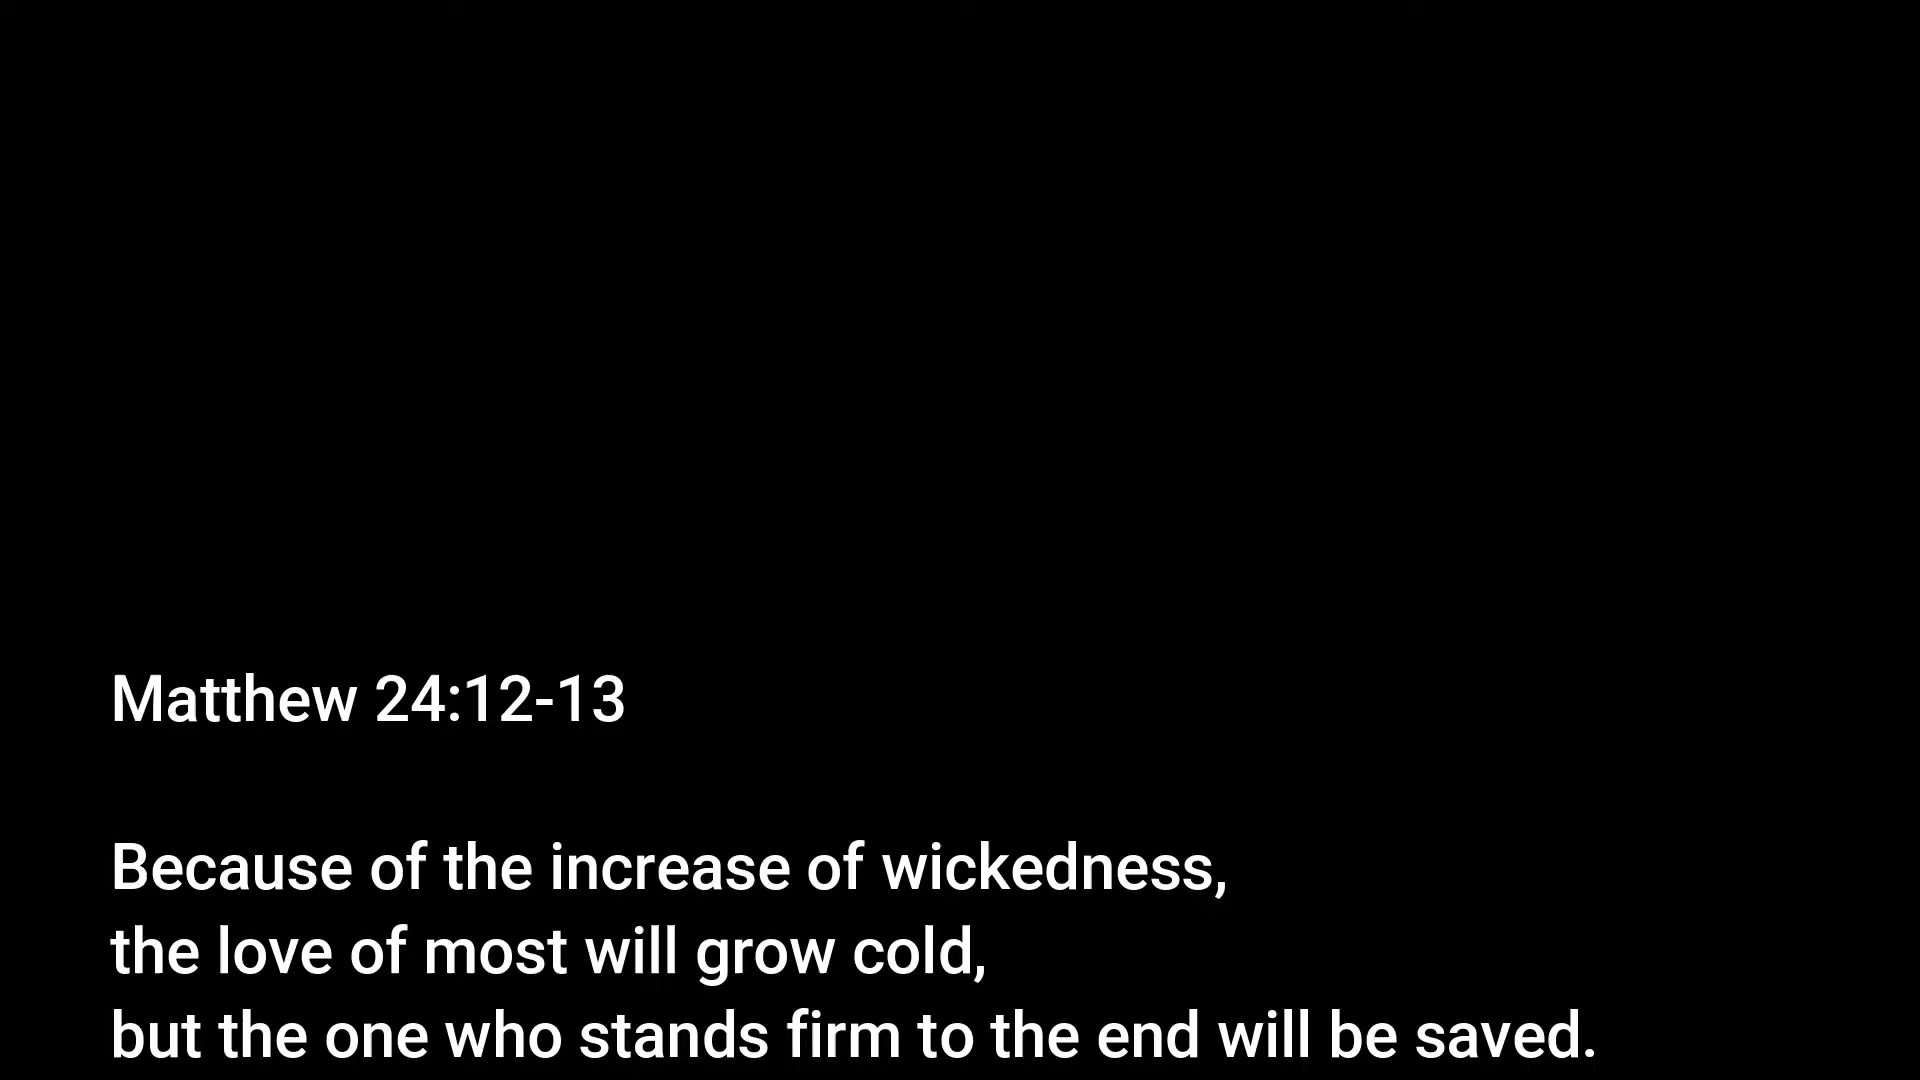 Matthew 24:12-13
Because of the increase of wickedness,
the love of most will grow cold,
but the one who stands firm to the end will be saved.